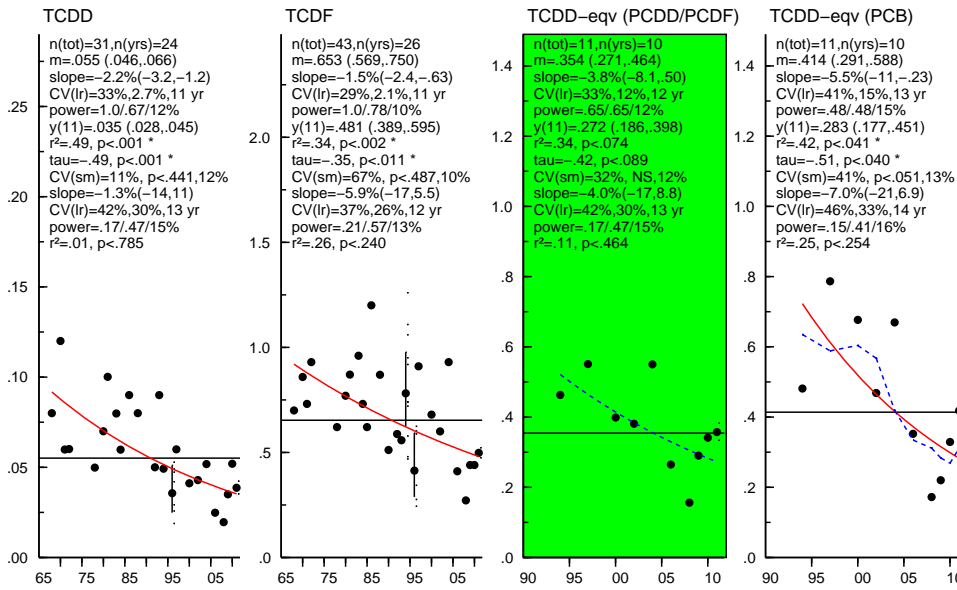 TCDD
n(tot)=31,n(yrs)=24
m=.055 (.046,.066)
slope=−2.2%(−3.2,−1.2)
CV(lr)=33%,2.7%,11 yr
power=1.0/.67/12%
y(11)=.035 (.028,.045)
r²=.49, p<.001 *
tau=−.49, p<.001 *
CV(sm)=11%, p<.441,12%
slope=−1.3%(−14,11)
CV(lr)=42%,30%,13 yr
power=.17/.47/15%
r²=.01, p<.785
.25
.20
.15
.10
.05
.00
65
75
85
95
05
TCDF
n(tot)=43,n(yrs)=26
m=.653 (.569,.750)
slope=−1.5%(−2.4,−.63)
CV(lr)=29%,2.1%,11 yr
power=1.0/.78/10%
y(11)=.481 (.389,.595)
r²=.34, p<.002 *
tau=−.35, p<.011 *
CV(sm)=67%, p<.487,10%
slope=−5.9%(−17,5.5)
CV(lr)=37%,26%,12 yr
power=.21/.57/13%
r²=.26, p<.240
2.0
1.5
1.0
.5
.0
65
75
85
95
05
TCDD−eqv (PCDD/PCDF)
n(tot)=11,n(yrs)=10
m=.354 (.271,.464)
slope=−3.8%(−8.1,.50)
CV(lr)=33%,12%,12 yr
power=.65/.65/12%
y(11)=.272 (.186,.398)
r²=.34, p<.074
tau=−.42, p<.089
CV(sm)=32%, NS,12%
slope=−4.0%(−17,8.8)
CV(lr)=42%,30%,13 yr
power=.17/.47/15%
r²=.11, p<.464
1.4
1.2
1.0
.8
.6
.4
.2
.0
90
95
00
05
10
TCDD−eqv (PCB)
n(tot)=11,n(yrs)=10
m=.414 (.291,.588)
slope=−5.5%(−11,−.23)
CV(lr)=41%,15%,13 yr
power=.48/.48/15%
y(11)=.283 (.177,.451)
r²=.42, p<.041 *
tau=−.51, p<.040 *
CV(sm)=41%, p<.051,13%
slope=−7.0%(−21,6.9)
CV(lr)=46%,33%,14 yr
power=.15/.41/16%
r²=.25, p<.254
1.4
1.2
1.0
.8
.6
.4
.2
.0
90
95
00
05
10